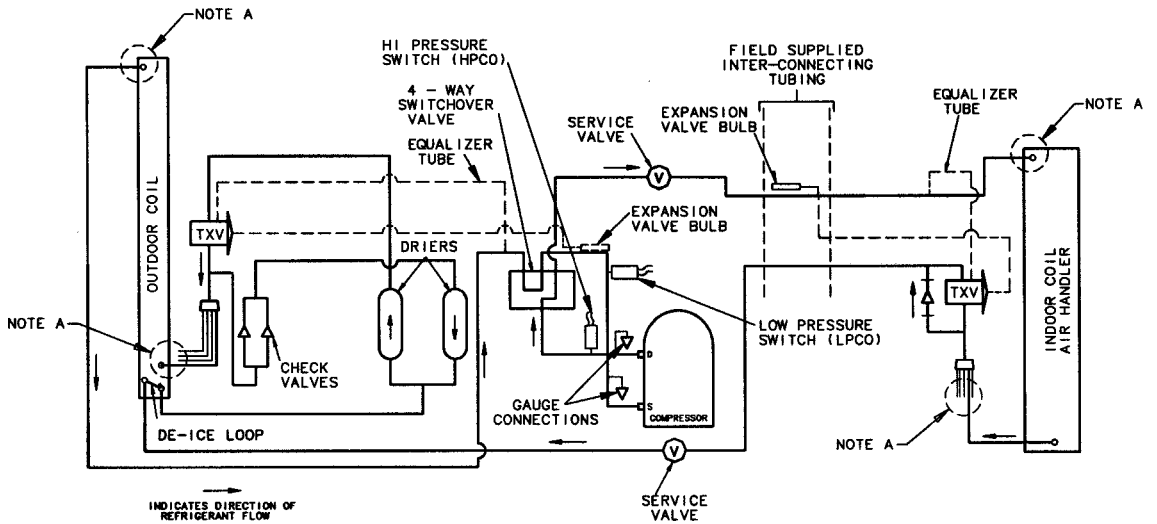 NOTE A
HI PRESSURE
SWITCH (HPCO)
4 - WAY
SWITCHOVER
VALVE
EQUALIZER
TUBE
SERVICE
VALVE
FIELD SUPPLIED
INTER-CONNECTING
TUBING
EXPANSION
VALVE BULB
EQUALIZER
TUBE
NOTE A
OUTDOOR COIL
TXV
DRIERS
V
EXPANSION
VALVE BULB
TXV
INDOOR COIL
AIR HANDLER
NOTE A
CHECK
VALVES
LOW PRESSURE
SWITCH (LPCO)
D
S
COMPRESSOR
GAUGE
CONNECTIONS
DE-ICE LOOP
NOTE A
V
SERVICE
VALVE
INDICATES DIRECTION OF
REFRIGERANT FLOW